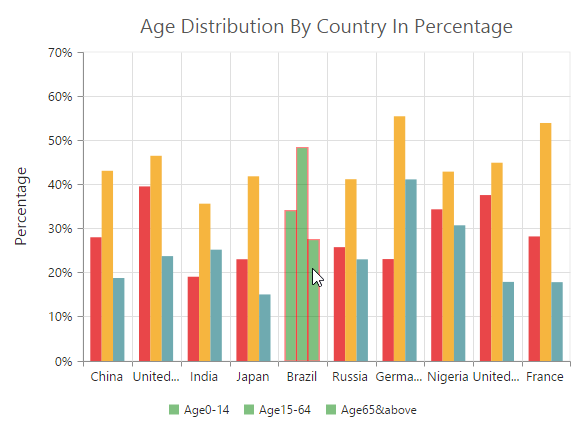 Age Distribution By Country In Percentage
70%
60%
50%
40%
30%
20%
10%
0%
Percentage
China United... India Japan Brazil Russia Germa... Nigeria United... France
Age0-14 Age15-64 Age65&above